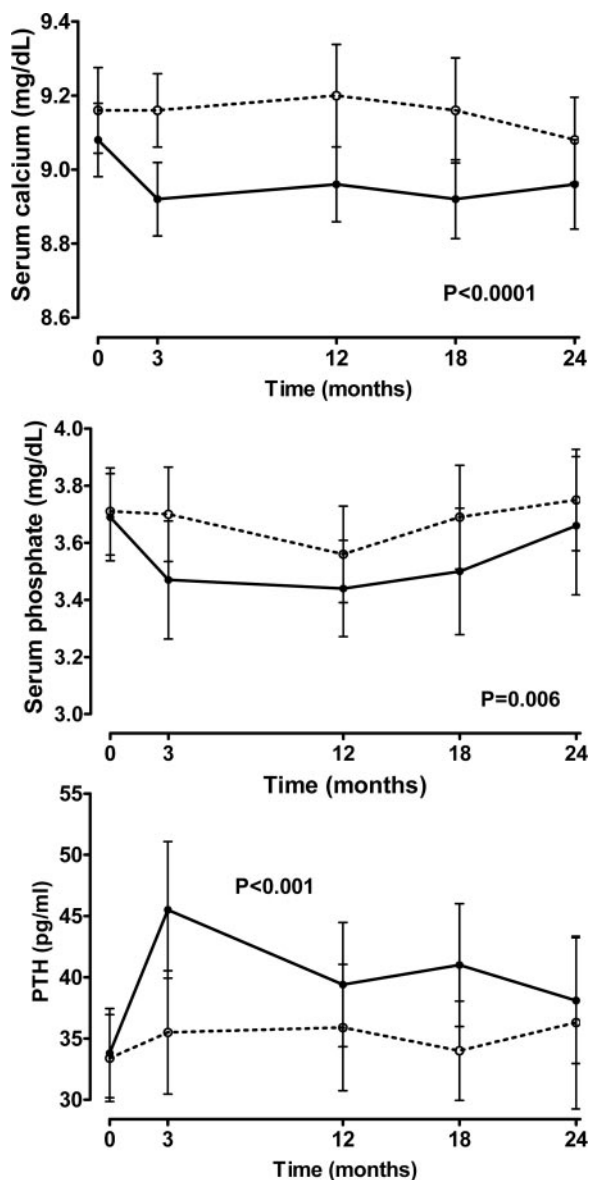 Serum calcium (mg/dL)
9.4
9.2
9.0
8.8
8.6
P<0.0001
0 3 12 18 24
Time (months)
Serum phosphate (mg/dL)
4.0
3.8
3.6
3.4
3.2
3.0
P=0.006
0 3 12 18 24
Time (months)
PTH (pg/ml)
55
50
45
40
35
30
P<0.001
0 3 12 18 24
Time (months)